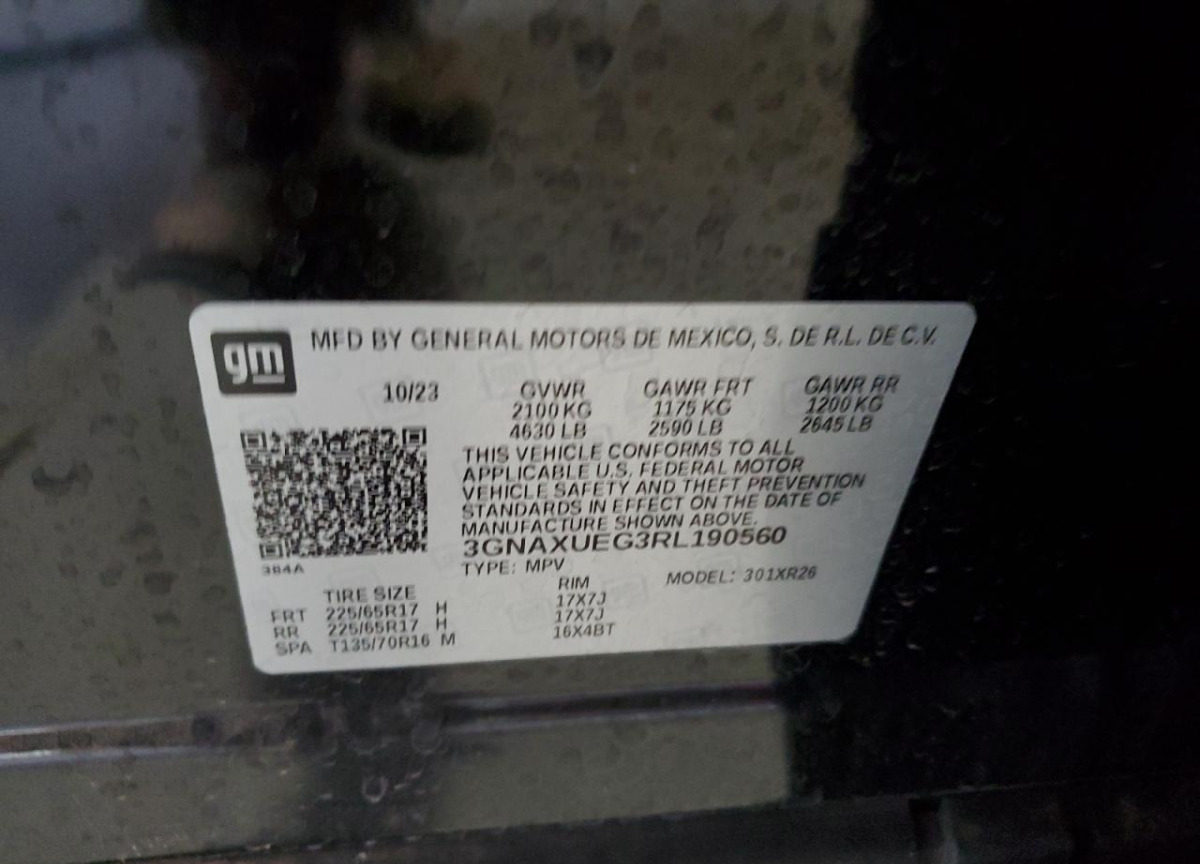 gm
MFD BY GENERAL MOTORS DE MEXICO, S. DE R.L. DE C.V.
10/23 GVWR GAWR FRT GAWR RR
2100 KG 1175 KG 1200 KG
4630 LB 2590 LB 2645 LB
THIS VEHICLE CONFORMS TO ALL
APPLICABLE U.S. FEDERAL MOTOR
VEHICLE SAFETY AND THEFT PREVENTION
STANDARDS IN EFFECT ON THE DATE OF
MANUFACTURE SHOWN ABOVE.
3GNAXUEG3RL190560
384A
TYPE: MPV MODEL: 301XR26
TIRE SIZE RIM
FRT 225/65R17 H 17X7J
RR 225/65R17 H 17X7J
SPA T135/70R16 M 16X4BT